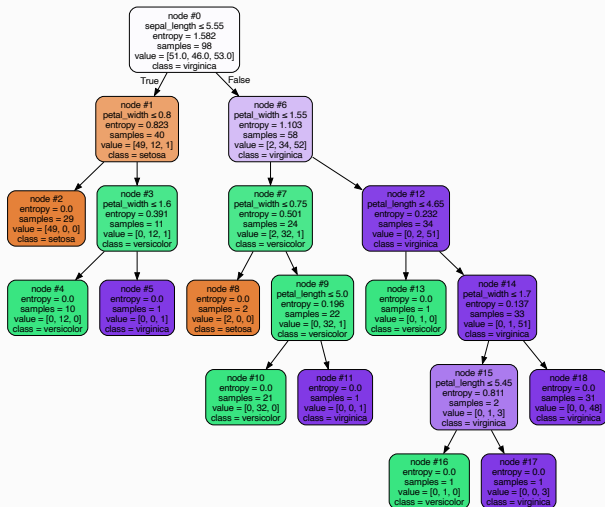 node #0
sepal_length ≤ 5.55
entropy = 1.582
samples = 98
value = [51.0, 46.0, 53.0]
class = virginica
True
False
node #1
petal_width ≤ 0.8
entropy = 0.823
samples = 40
value = [49, 12, 1]
class = setosa
node #6
petal_width ≤ 1.55
entropy = 1.103
samples = 58
value = [2, 34, 52]
class = virginica
node #2
entropy = 0.0
samples = 29
value = [49, 0, 0]
class = setosa
node #3
petal_width ≤ 1.6
entropy = 0.391
samples = 11
value = [0, 12, 1]
class = versicolor
node #7
petal_width ≤ 0.75
entropy = 0.501
samples = 24
value = [2, 32, 1]
class = versicolor
node #12
petal_length ≤ 4.65
entropy = 0.232
samples = 34
value = [0, 2, 51]
class = virginica
node #4
entropy = 0.0
samples = 10
value = [0, 12, 0]
class = versicolor
node #5
entropy = 0.0
samples = 1
value = [0, 0, 1]
class = virginica
node #8
entropy = 0.0
samples = 2
value = [2, 0, 0]
class = setosa
node #9
petal_length ≤ 5.0
entropy = 0.196
samples = 22
value = [0, 32, 1]
class = versicolor
node #13
entropy = 0.0
samples = 1
value = [0, 1, 0]
class = versicolor
node #14
petal_width ≤ 1.7
entropy = 0.137
samples = 33
value = [0, 1, 51]
class = virginica
node #10
entropy = 0.0
samples = 21
value = [0, 32, 0]
class = versicolor
node #11
entropy = 0.0
samples = 1
value = [0, 0, 1]
class = virginica
node #15
petal_length ≤ 5.45
entropy = 0.811
samples = 2
value = [0, 1, 3]
class = virginica
node #18
entropy = 0.0
samples = 31
value = [0, 0, 48]
class = virginica
node #16
entropy = 0.0
samples = 1
value = [0, 1, 0]
class = versicolor
node #17
entropy = 0.0
samples = 1
value = [0, 0, 3]
class = virginica